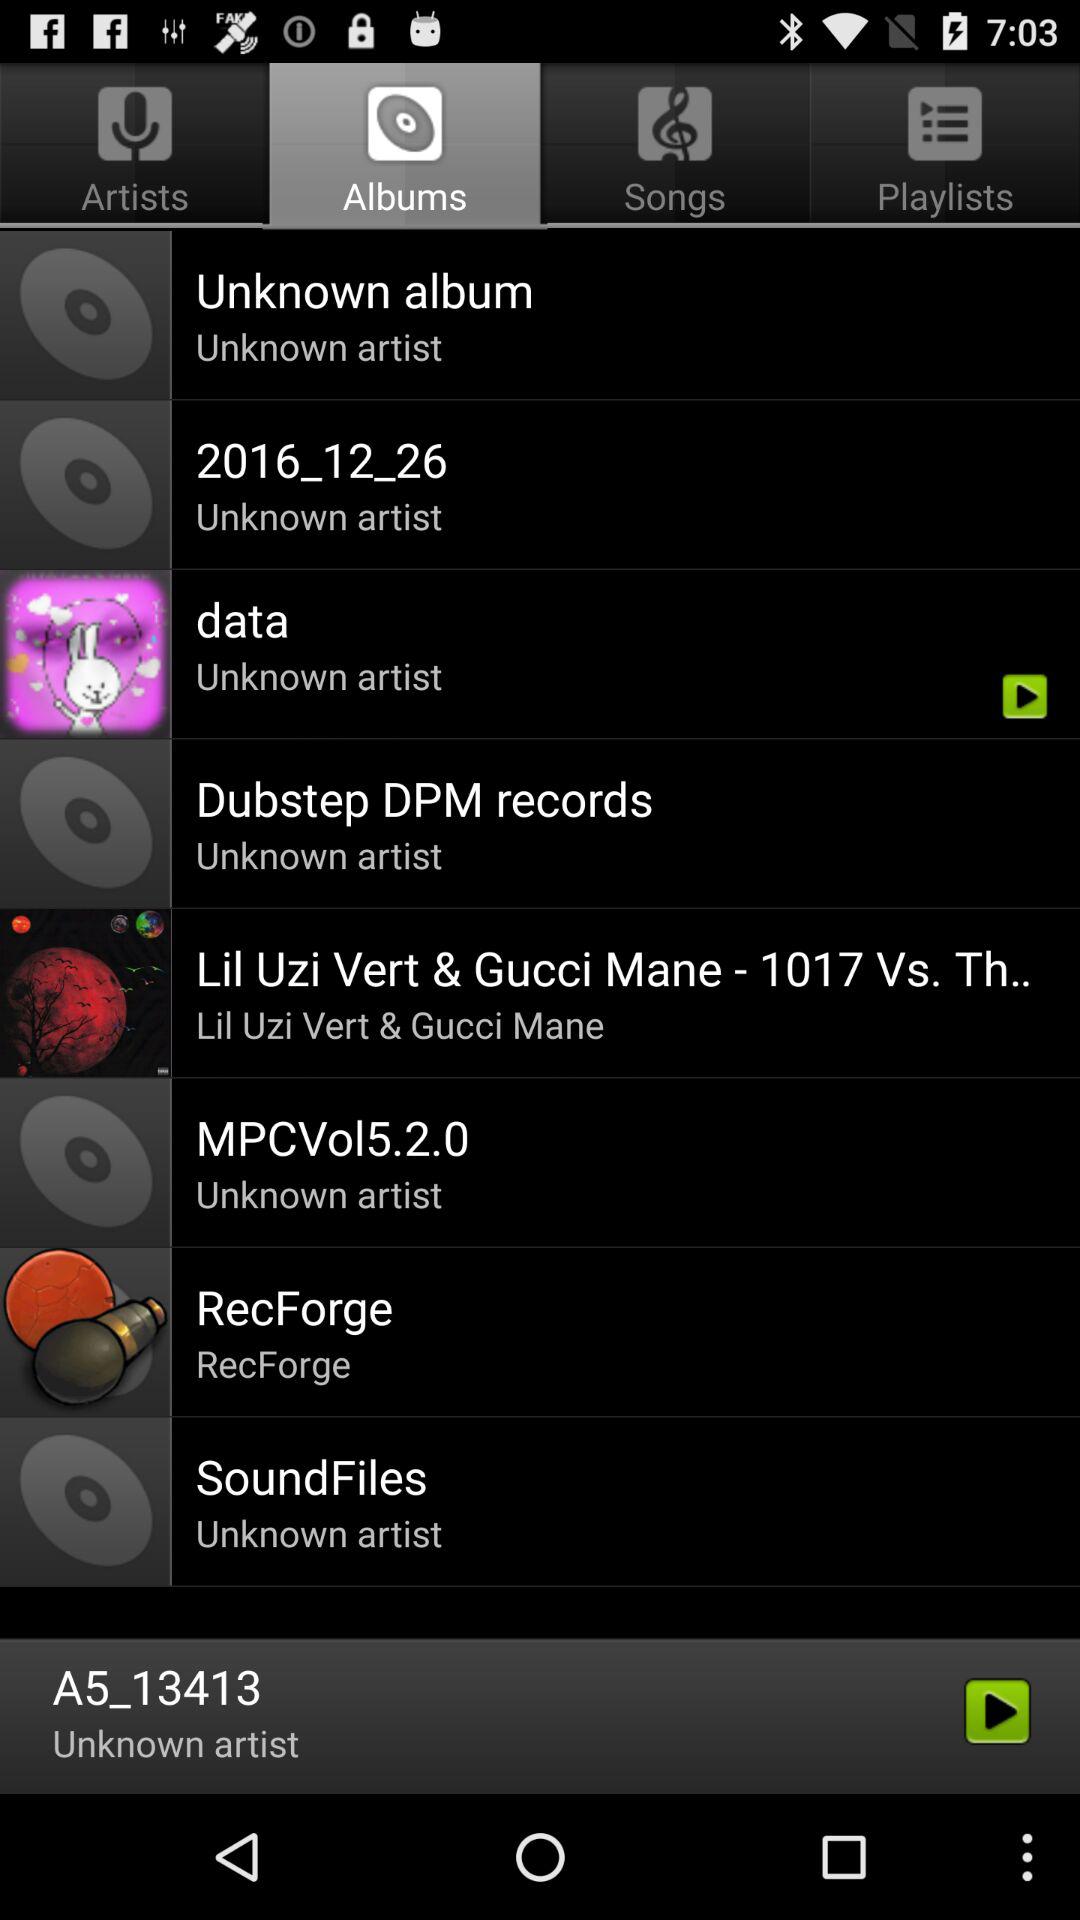 FAKE
7:03
Artists
Albums
Songs
Playlists
Unknown album
Unknown artist
2016_12_26
Unknown artist
data
Unknown artist
Dubstep DPM records
Unknown artist
Lil Uzi Vert & Gucci Mane - 1017 Vs. Th..
Lil Uzi Vert & Gucci Mane
MPCVol5.2.0
Unknown artist
RecForge
RecForge
SoundFiles
Unknown artist
A5_13413
Unknown artist